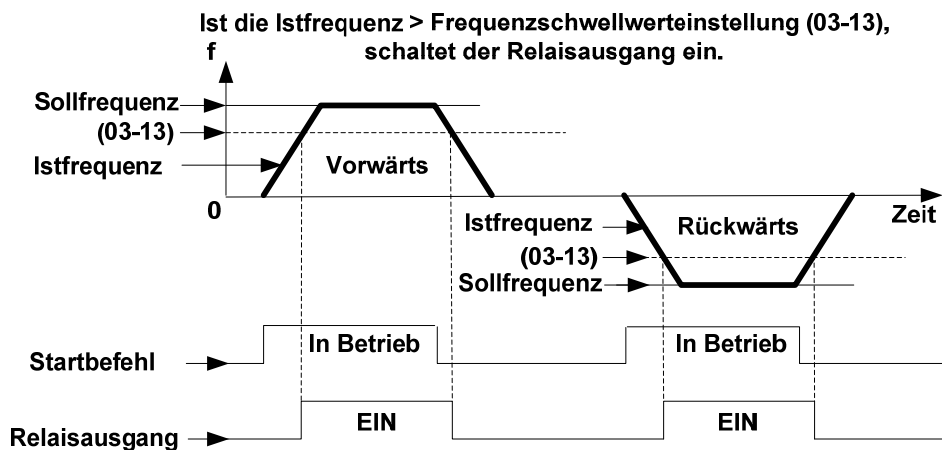 Ist die Istfrequenz > Frequenzschwellwerteinstellung (03-13),
schaltet der Relaisausgang ein.
f
Sollfrequenz
(03-13)
Istfrequenz
Vorwärts
0
Zeit
Istfrequenz
Rückwärts
(03-13)
Sollfrequenz
In Betrieb
In Betrieb
Startbefehl
EIN
EIN
Relaisausgang